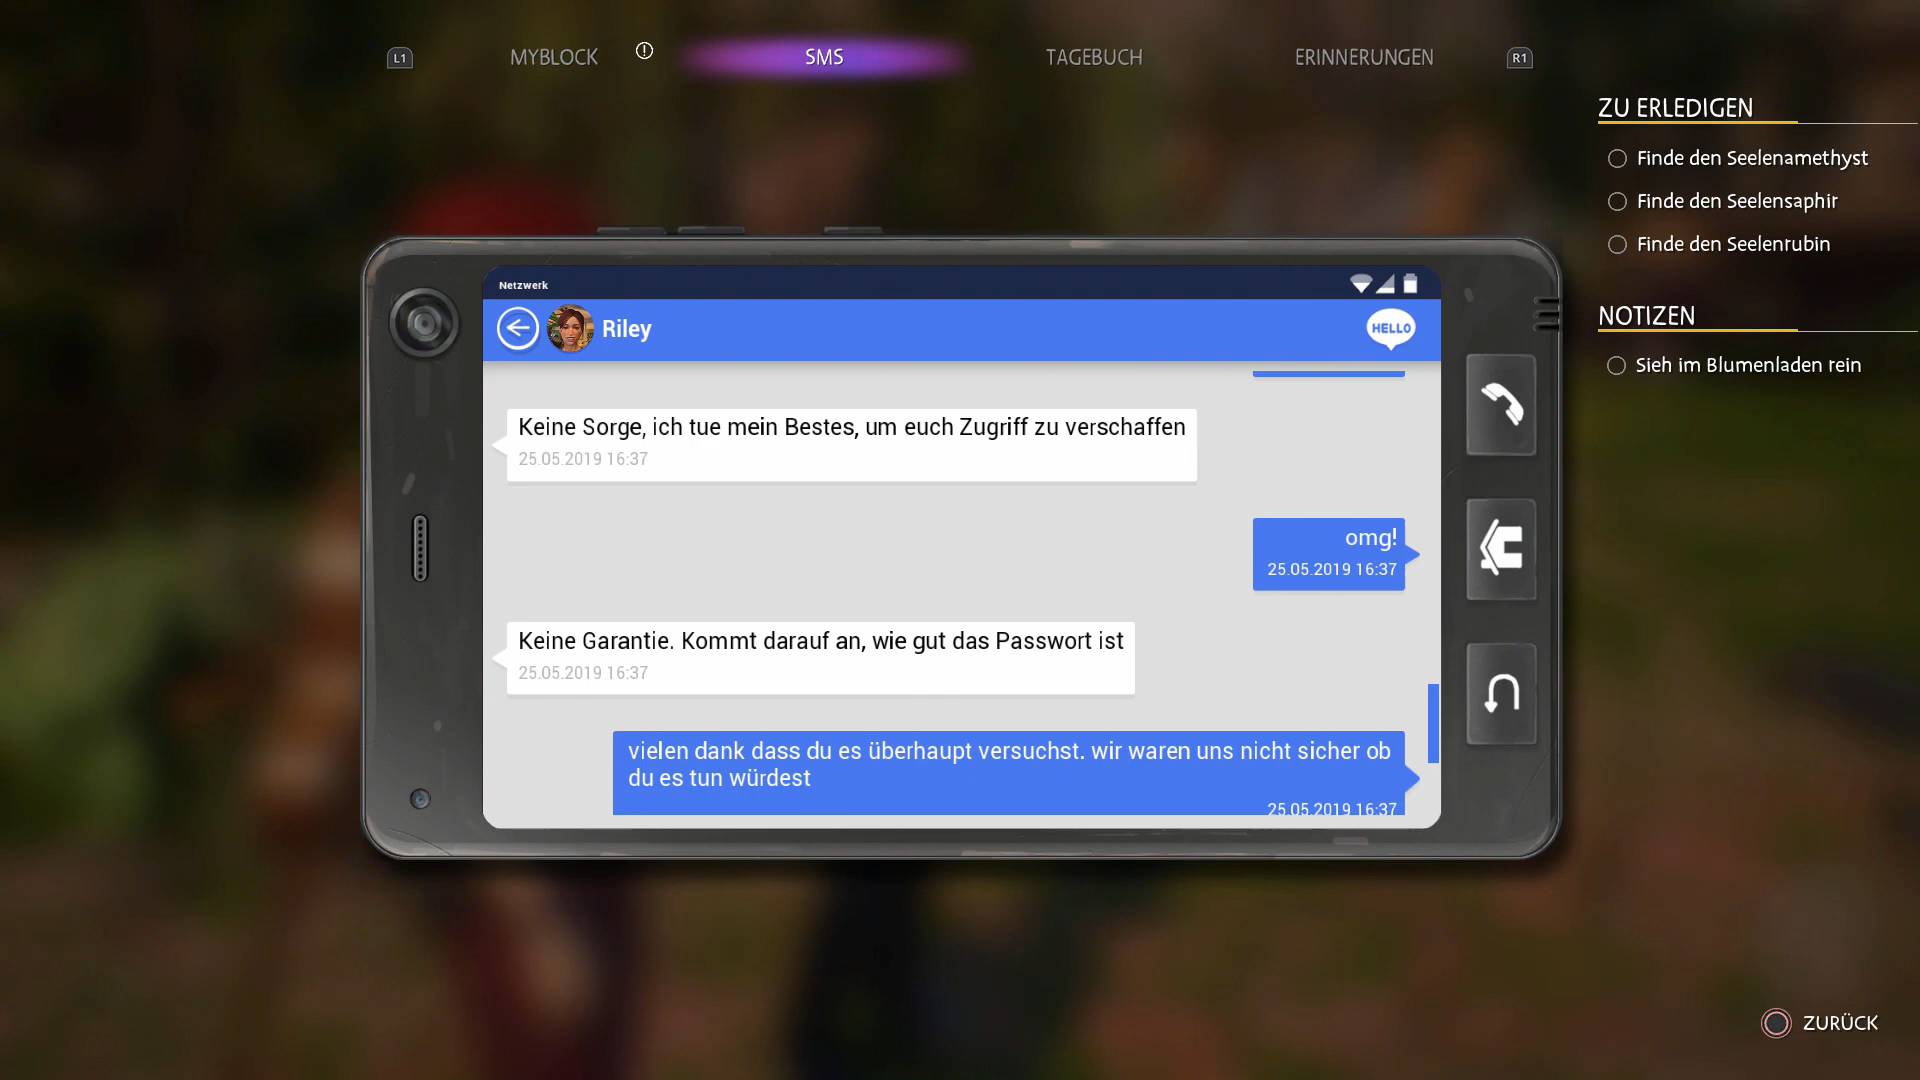 L1
MYBLOCK
SMS
TAGEBUCH
ERINNERUNGEN
R1
ZU ERLEDIGEN
Finde den Seelenamethyst
Finde den Seelensaphir
Finde den Seelenrubin
NOTIZEN
Sieh im Blumenladen rein
Netzwerk
Riley
HELLO
Keine Sorge, ich tue mein Bestes, um euch Zugriff zu verschaffen
25.05.2019 16:37
omg!
25.05.2019 16:37
Keine Garantie. Kommt darauf an, wie gut das Passwort ist
25.05.2019 16:37
vielen dank dass du es überhaupt versuchst. wir waren uns nicht sicher ob
du es tun würdest
25.05.2019 16:37
ZURÜCK